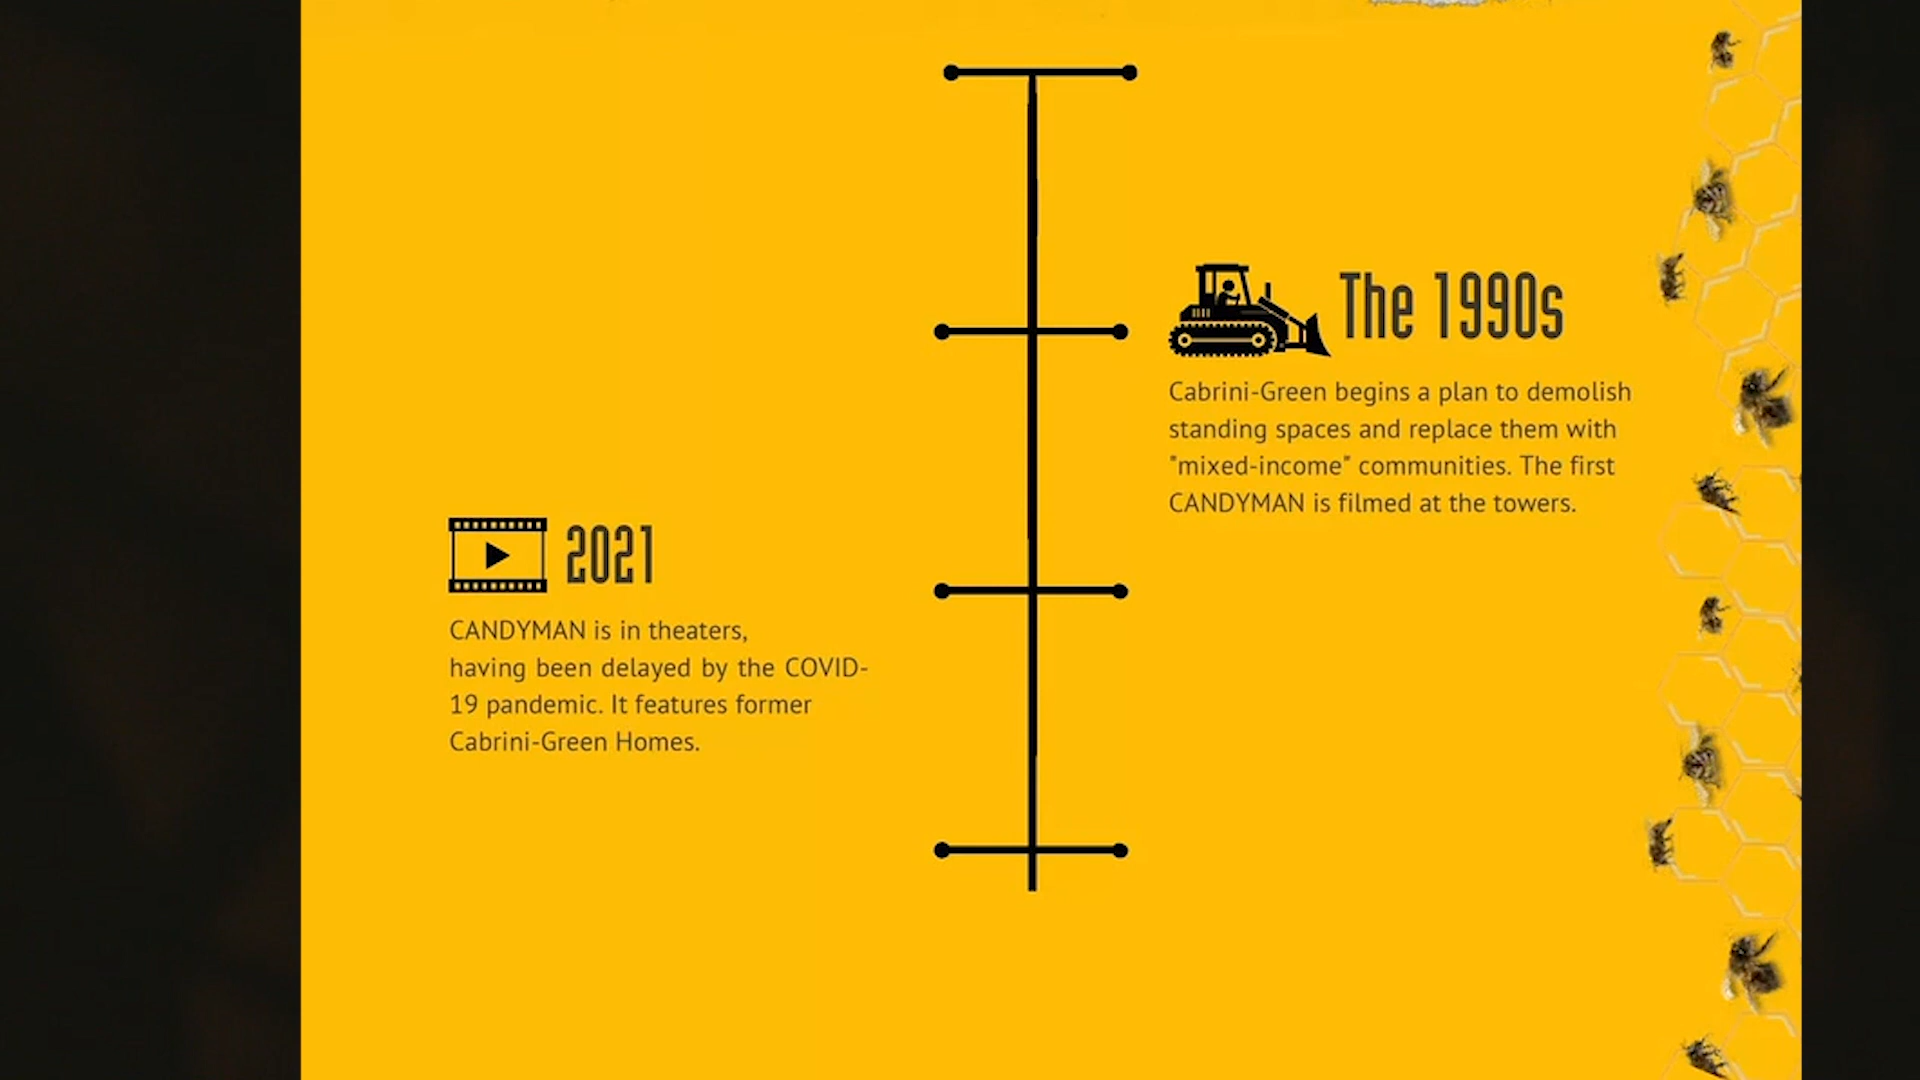 The 1990s
Cabrini-Green begins a plan to demolish
standing spaces and replace them with
"mixed-income" communities. The first
CANDYMAN is filmed at the towers.
2021
CANDYMAN is in theaters,
having been delayed by the COVID-
19 pandemic. It features former
Cabrini-Green Homes.